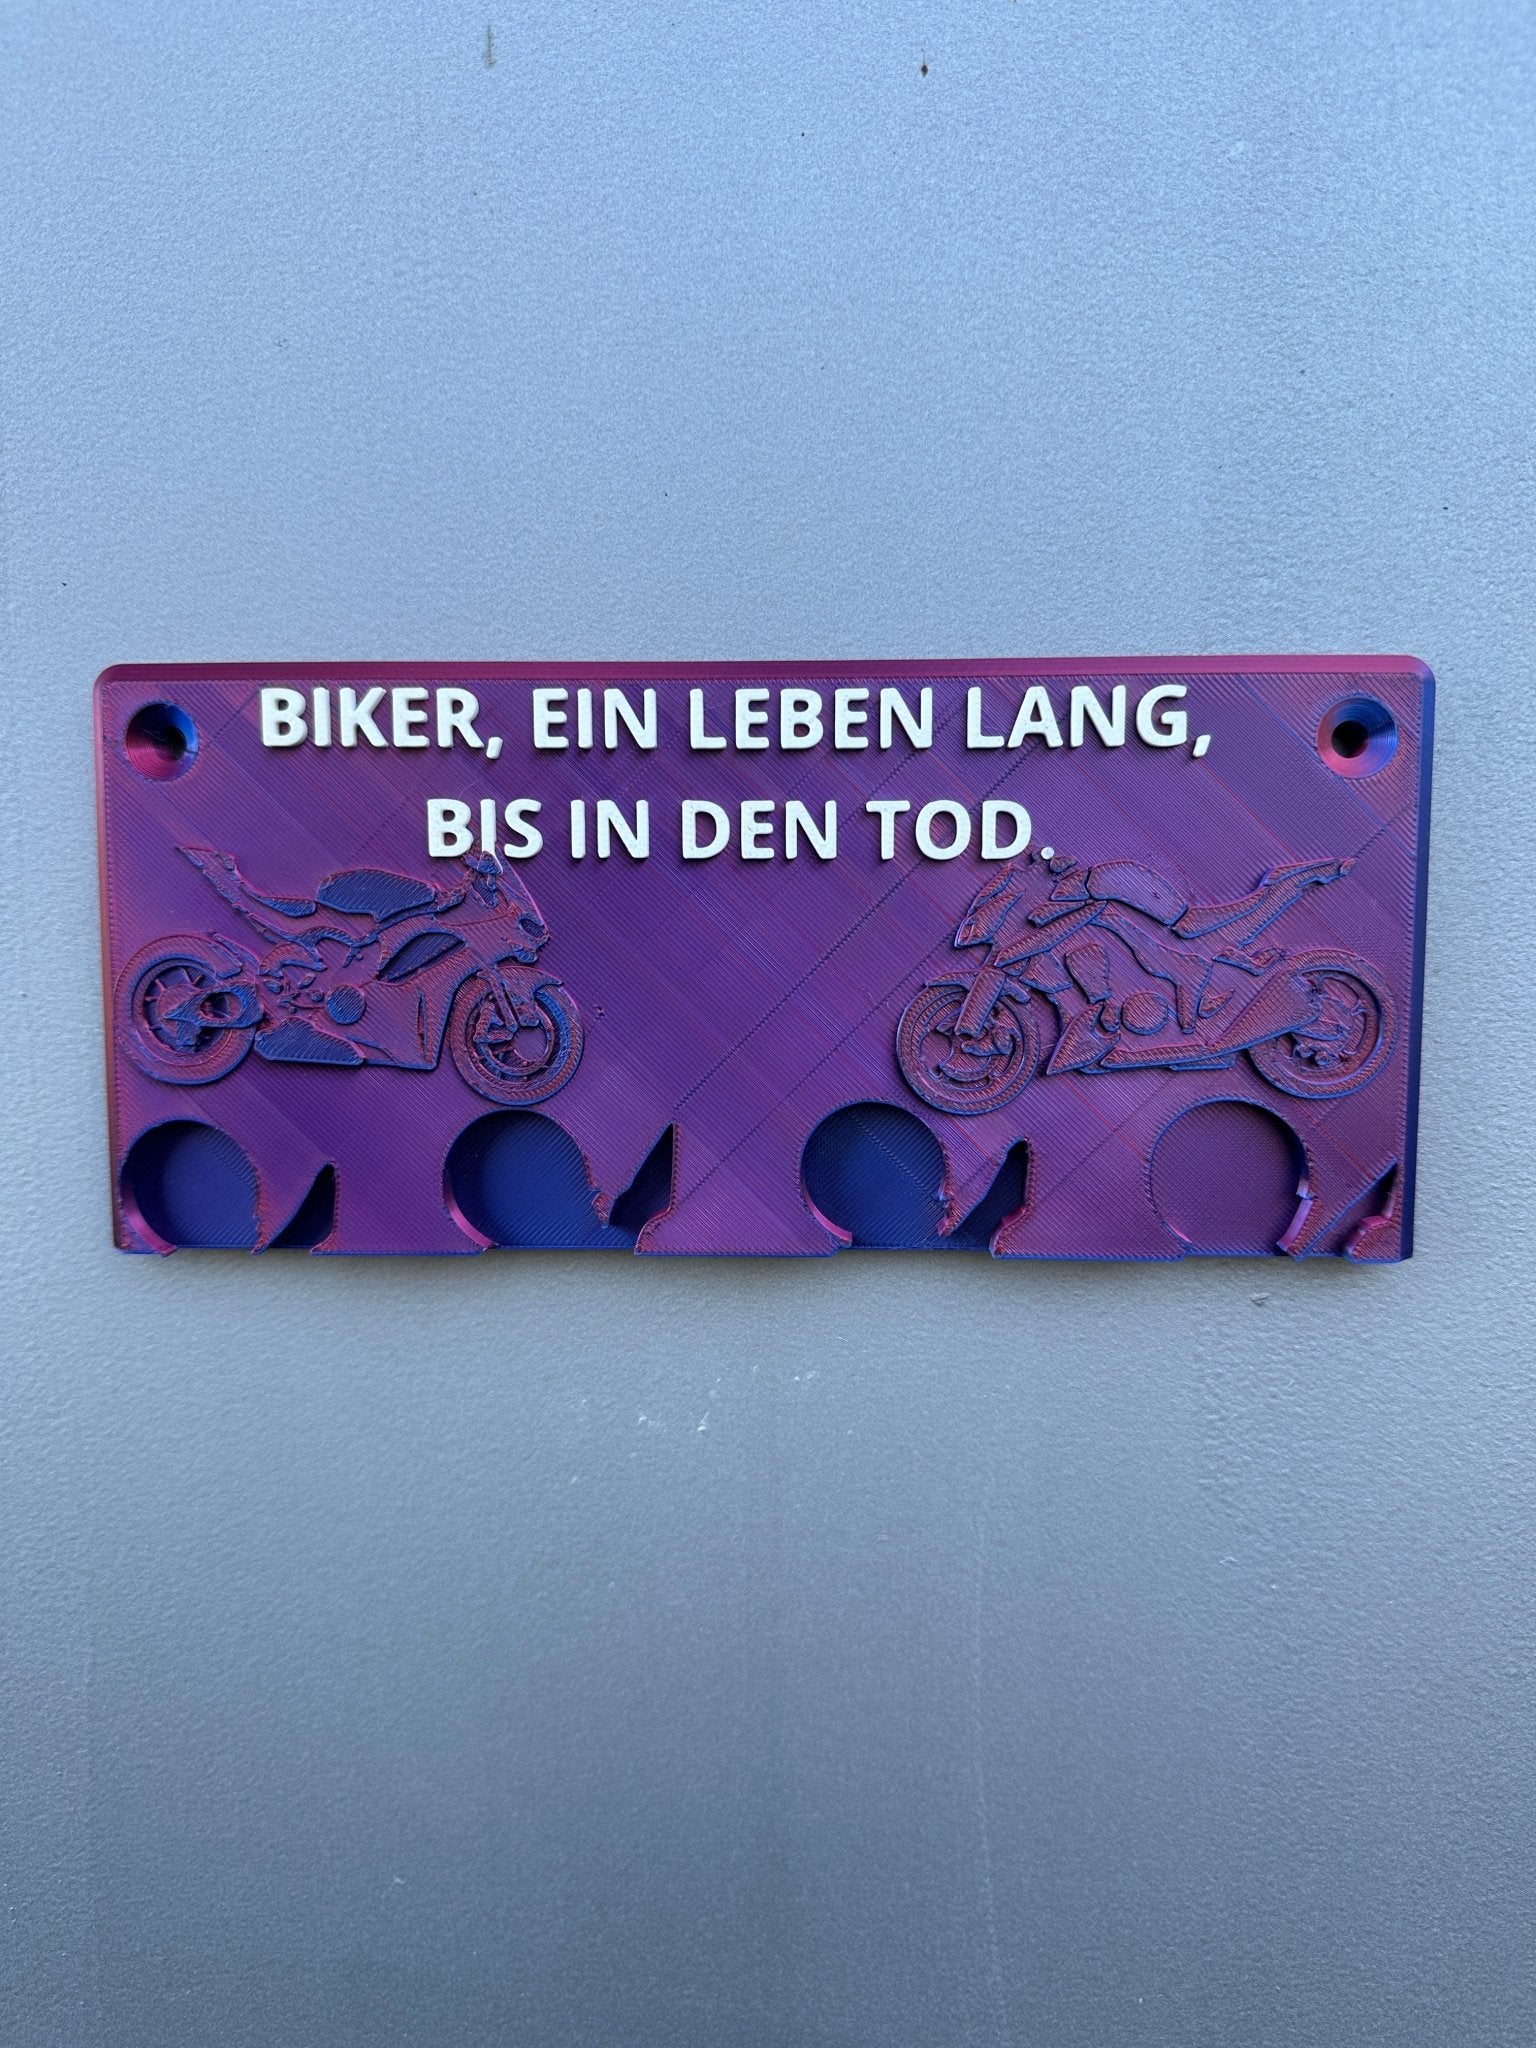 BIKER, EIN LEBEN LANG,
BIS IN DEN TOD.